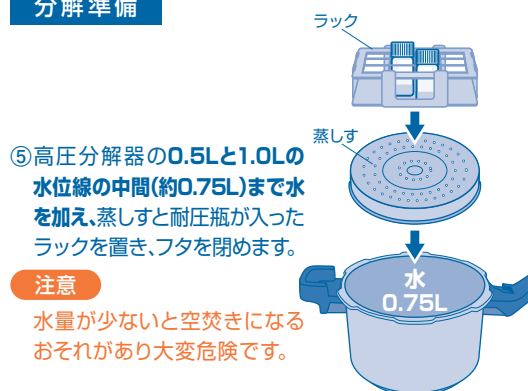 分解準備
ラック
蒸しす
⑤高圧分解器の0.5Lと1.0Lの
水位線の中間(約0.75L)まで水
を加え、蒸しすと耐圧瓶が入った
ラックを置き、フタを閉めます。
注意
水量が少ないと空焚きになる
おそれがあり大変危険です。
水
0.75L